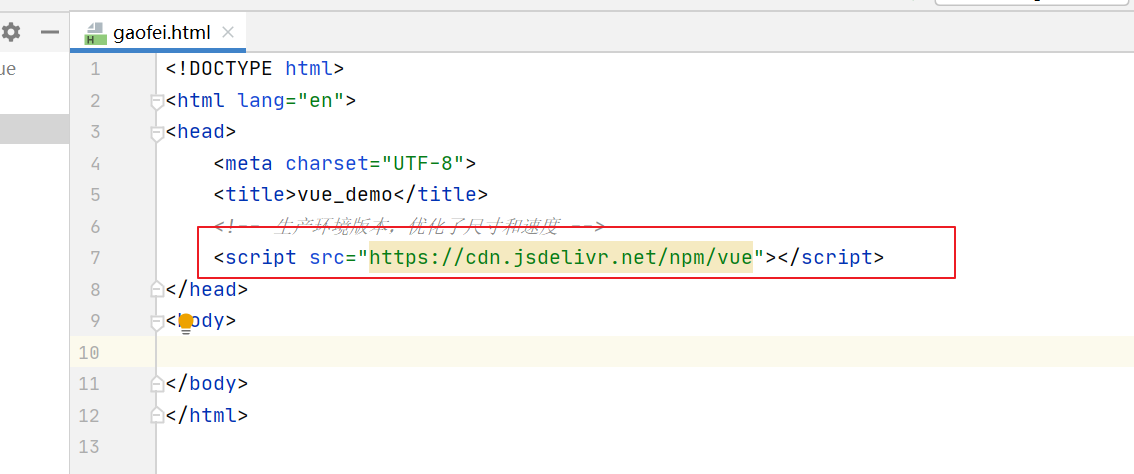 ue
gaofei.html
1 <!DOCTYPE html>
2 <html lang="en">
3 <head>
4 <meta charset="UTF-8">
5 <title>vue_demo</title>
6 <!-- 生产环境版本，优化了尺寸和速度 -->
7 <script src="https://cdn.jsdelivr.net/npm/vue"></script>
8 </head>
9 <body>
10
11 </body>
12 </html>
13